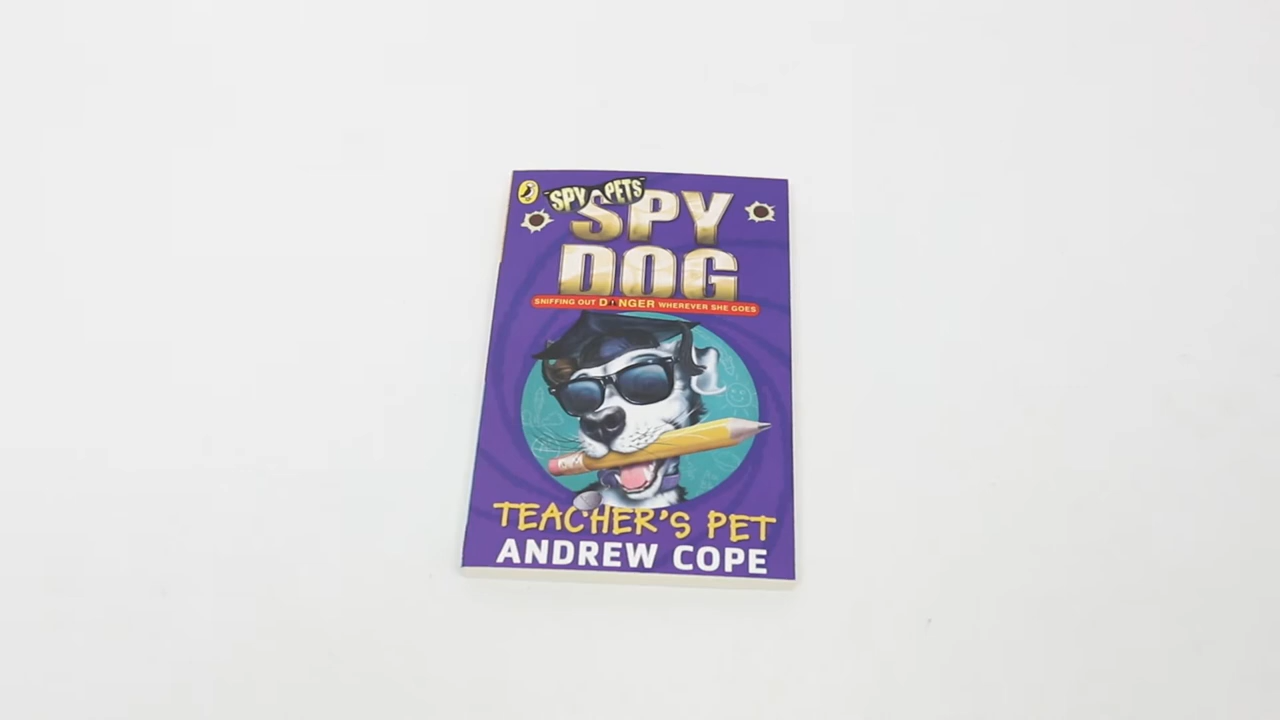 SPY PETS
SPY
DOG
SNIFFING OUT DANGER WHEREVER SHE GOES
TEACHER'S PET
ANDREW COPE